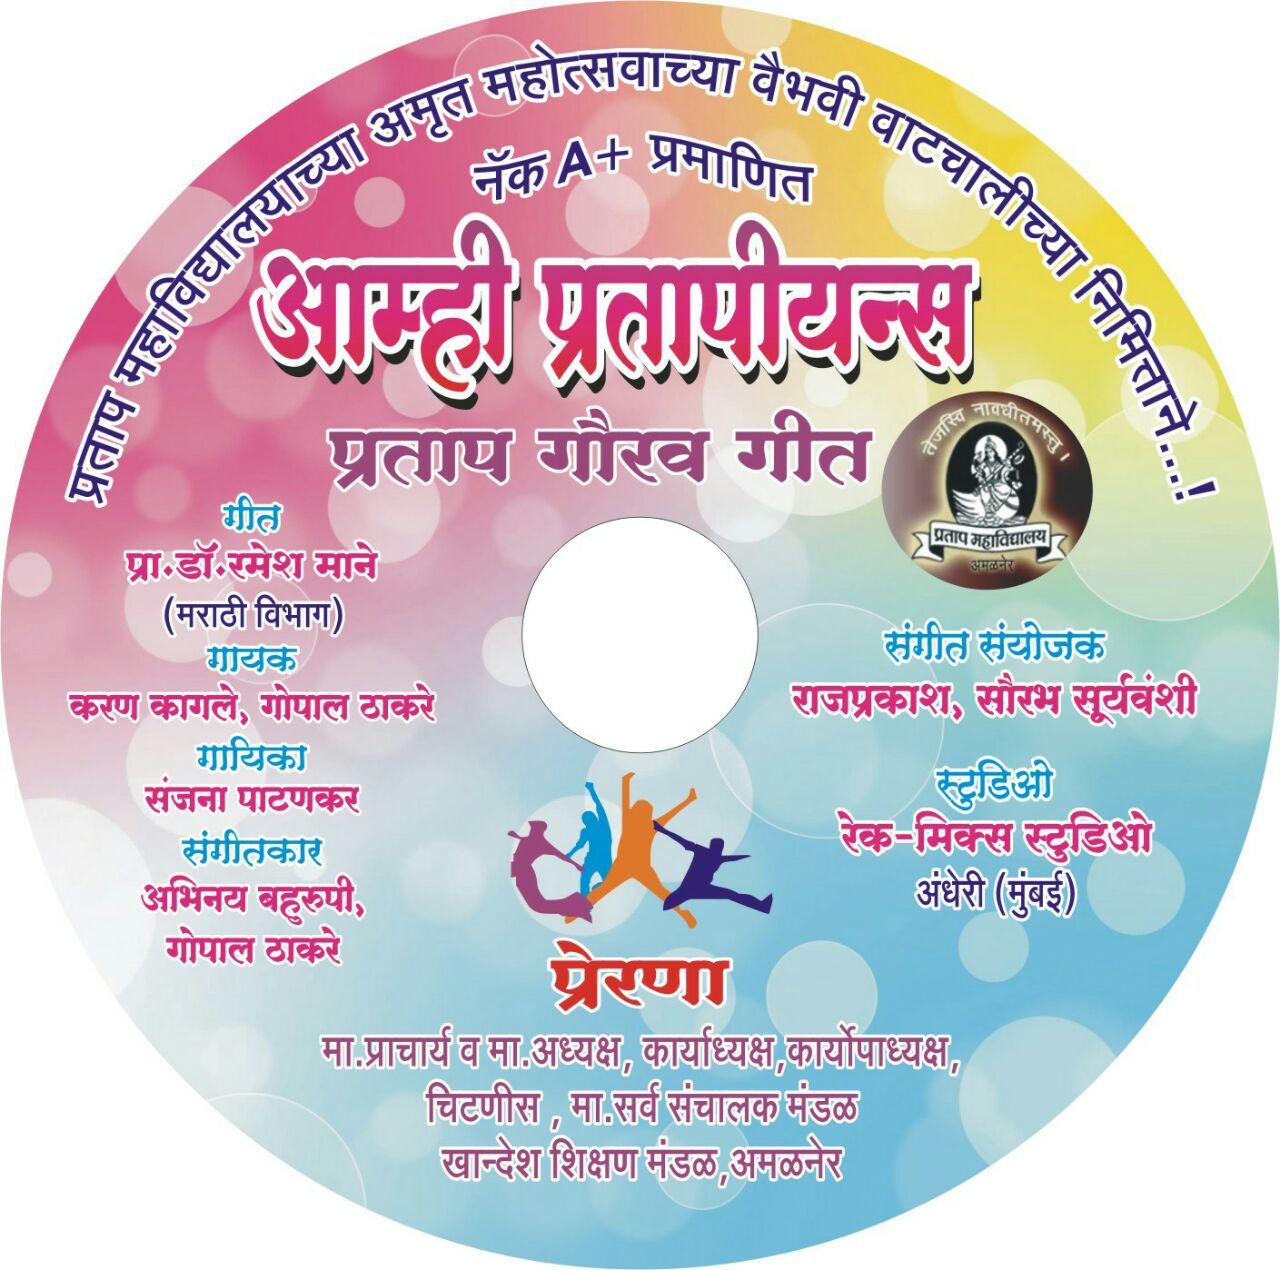 प्रताप महाविद्यालयाच्या अमृत महोत्सवाच्या वैभवी वाटचालीच्या निमित्ताने....!
नॅक A+ प्रमाणित
आम्ही प्रतापीयन्स
प्रताप गौरव गीत
तेजस्वि नावधीतमस्तु।
प्रताप महाविद्यालय
अमळनेर
गीत
प्रा.डॉ.रमेश माने
(मराठी विभाग)
गायक
करण कागले, गोपाल ठाकरे
गायिका
संजना पाटणकर
संगीतकार
अभिनय बहुरुपी,
गोपाल ठाकरे
संगीत संयोजक
राजप्रकाश, सौरभ सूर्यवंशी
स्टुडिओ
रेक-मिक्स स्टुडिओ
अंधेरी (मुंबई)
प्रेरणा
मा.प्राचार्य व मा.अध्यक्ष, कार्याध्यक्ष,कार्योपाध्यक्ष,
चिटणीस , मा.सर्व संचालक मंडळ
खान्देश शिक्षण मंडळ,अमळनेर